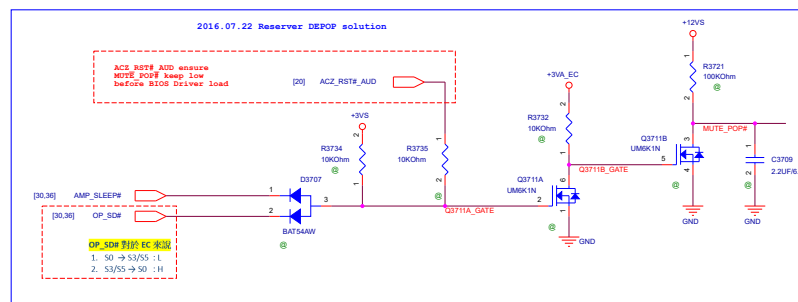 2016.07.22 Reserver DEPOP solution
+12VS
ACZ_RST#_AUD ensure
MUTE_POP# keep low
before BIOS Driver load
[20] ACZ_RST#_AUD
+3VA_EC
R3721
100KOhm
@
2
1
+3VS
2
R3732
10KOhm
@
1
MUTE_POP#
2
R3734
10KOhm
@
1
2
R3735
10KOhm
@
1
Q3711B
UM6K1N
3
5
4
@
C3709
2.2UF/6.
1
2
@
Q3711B_GATE
Q3711A
UM6K1N
6
2
1
@
D3707
[30,36] AMP_SLEEP#
1
3
[30,36] OP_SD#
2
BAT54AW
@
Q3711A_GATE
GND
GND
GND
OP_SD# 對於 EC 來說
1. S0 → S3/S5 : L
2. S3/S5 → S0 : H